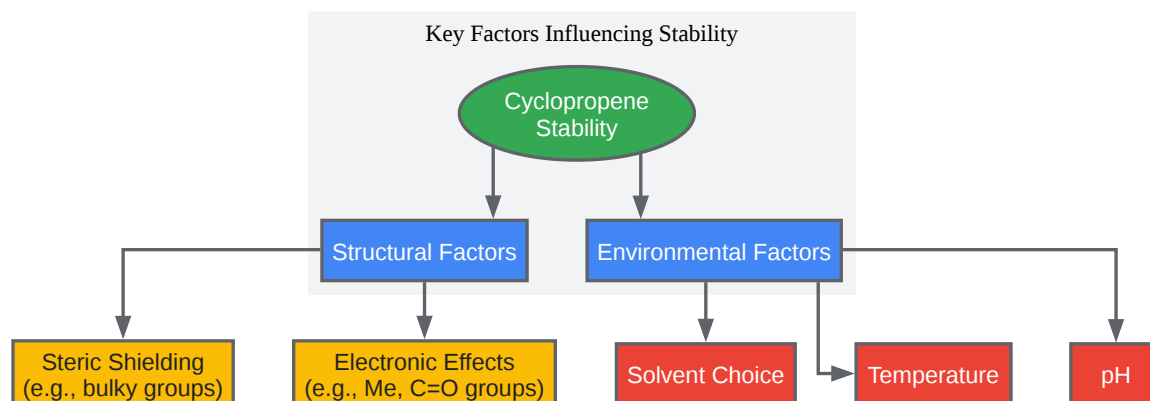 Key Factors Influencing Stability
Cyclopropene
Stability
Structural Factors
Environmental Factors
Steric Shielding
(e.g., bulky groups)
Electronic Effects
(e.g., Me, C=O groups)
Solvent Choice
Temperature
pH